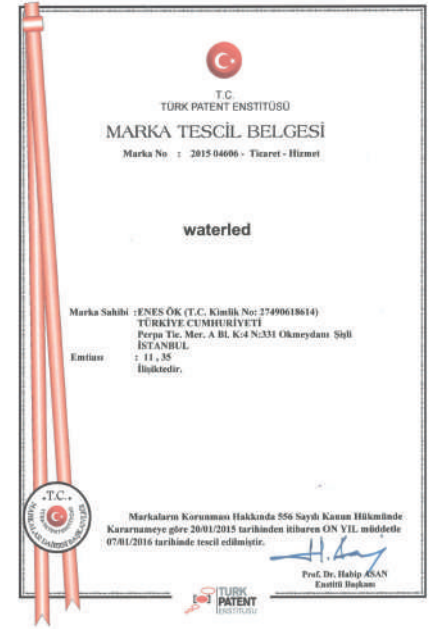 T.C.
TÜRK PATENT ENSTİTÜSÜ
MARKA TESCİL BELGESİ
Marka No : 2015 04606 - Ticaret - Hizmet
waterled
Marka Sahibi : ENES ÖK (T.C. Kimlik No: 27490618614)
TÜRKİYE CUMHURİYETİ
Perpa Tic. Mer. A Bl. K:4 N:331 Okmeydanı Şişli
İSTANBUL
Emtiası : 11 , 35
İlişiktedir.
.T.C.
Markaların Korunması Hakkında 556 Sayılı Kanun Hükmünde
Kararnameye göre 20/01/2015 tarihinden itibaren ON YIL müddetle
07/01/2016 tarihinde tescil edilmiştir.
Prof. Dr. Habip ASAN
Enstitü Başkanı
TURK
PATENT
ENSTITUSU